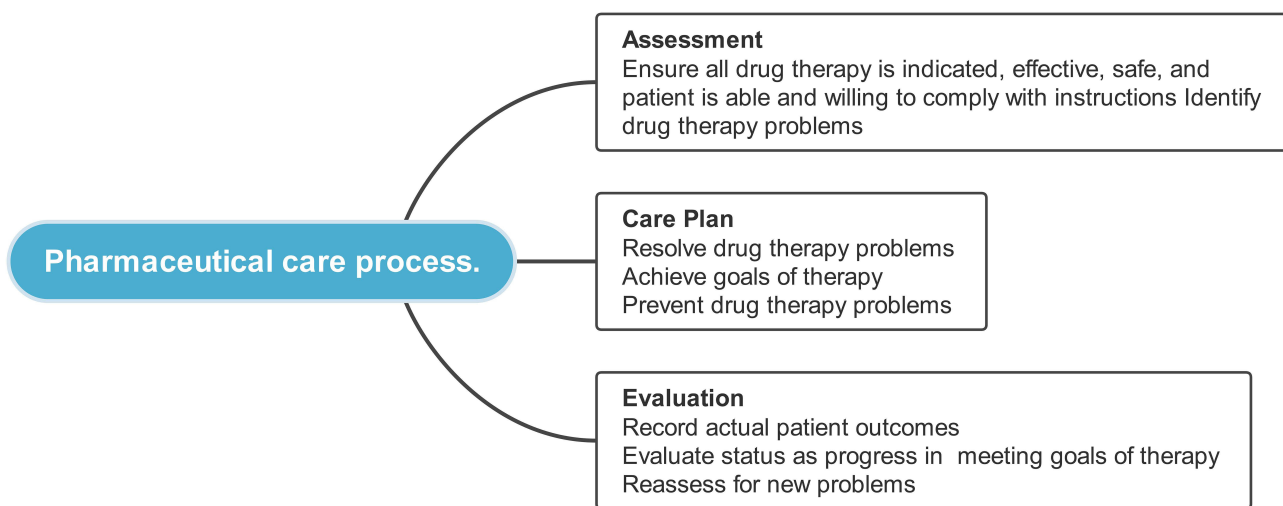 Assessment
Ensure all drug therapy is indicated, effective, safe, and
patient is able and willing to comply with instructions Identify
drug therapy problems
Pharmaceutical care process.
Care Plan
Resolve drug therapy problems
Achieve goals of therapy
Prevent drug therapy problems
Evaluation
Record actual patient outcomes
Evaluate status as progress in  meeting goals of therapy
Reassess for new problems